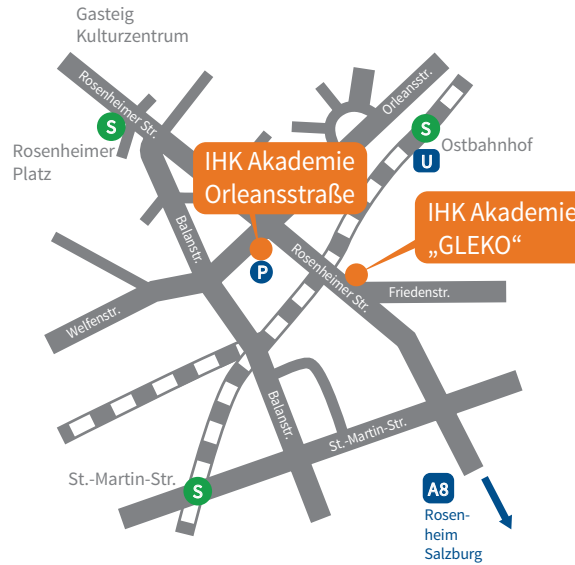 Gasteig
Kulturzentrum
Rosenheimer Str.
Orleansstr.
S
Rosenheimer
Platz
S
Ostbahnhof
U
IHK Akademie
Orleansstraße
IHK Akademie
„GLEKO“
Balanstr.
P
Rosenheimer Str.
Friedenstr.
Welfenstr.
Balanstr.
St.-Martin-Str.
St.-Martin-Str.
S
A8
Rosen-
heim
Salzburg